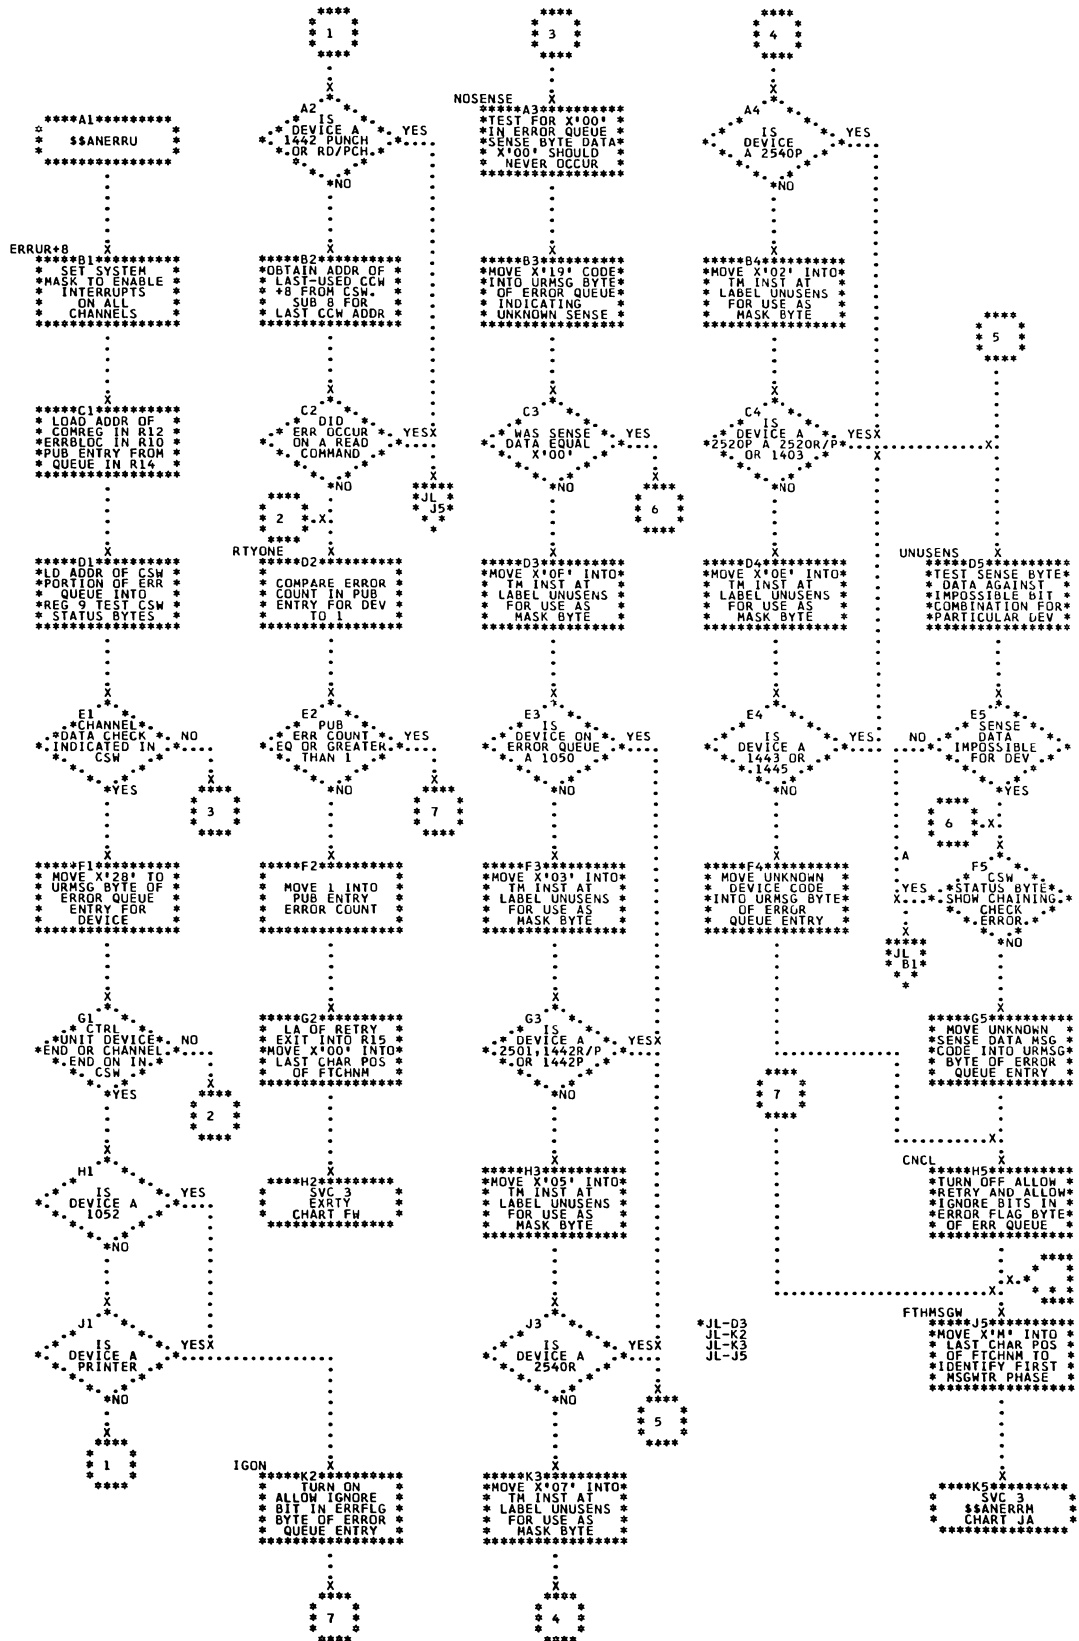 1
A2
IS
DEVICE A
1442 PUNCH
OR RD/PCH
YES
NO
3
NOSENSE
A3
TEST FOR X'00'
IN ERROR QUEUE
SENSE BYTE DATA
X'00' SHOULD
NEVER OCCUR
4
A4
IS
DEVICE
A 2540P
YES
NO
A1
$$ANERRU
ERRUR+8
B1
SET SYSTEM
MASK TO ENABLE
INTERRUPTS
ON ALL
CHANNELS
B2
OBTAIN ADDR OF
LAST-USED CCW
+8 FROM CSW.
SUB 8 FOR
LAST CCW ADDR
B3
MOVE X'19' CODE
INTO URMSG BYTE
OF ERROR QUEUE
INDICATING
UNKNOWN SENSE
B4
MOVE X'02' INTO
TM INST AT
LABEL UNUSENS
FOR USE AS
MASK BYTE
5
C1
LOAD ADDR OF
COMREG IN R12
ERRBLOC IN R10
PUB ENTRY FROM
QUEUE IN R14
C2
DID
ERR OCCUR
ON A READ
COMMAND
YES
NO
JL
J5
C3
WAS SENSE
DATA EQUAL
X'00'
YES
NO
6
C4
IS
DEVICE A
2520P A 2520R/P
OR 1403
YES
NO
2
RTYONE
D1
LD ADDR OF CSW
PORTION OF ERR
QUEUE INTO
REG 9 TEST CSW
STATUS BYTES
D2
COMPARE ERROR
COUNT IN PUB
ENTRY FOR DEV
TO 1
D3
MOVE X'0F' INTO
TM INST AT
LABEL UNUSENS
FOR USE AS
MASK BYTE
D4
MOVE X'0E' INTO
TM INST AT
LABEL UNUSENS
FOR USE AS
MASK BYTE
UNUSENS
D5
TEST SENSE BYTE
DATA AGAINST
IMPOSSIBLE BIT
COMBINATION FOR
PARTICULAR DEV
E1
CHANNEL
DATA CHECK
INDICATED IN
CSW
NO
YES
3
E2
PUB
ERR COUNT
EQ OR GREATER
THAN 1
YES
NO
7
E3
IS
DEVICE ON
ERROR QUEUE
A 1050
YES
NO
E4
IS
DEVICE A
1443 OR
1445
YES
NO
E5
SENSE
DATA
IMPOSSIBLE
FOR DEV
NO
YES
6
F1
MOVE X'28' TO
URMSG BYTE OF
ERROR QUEUE
ENTRY FOR
DEVICE
F2
MOVE 1 INTO
PUB ENTRY
ERROR COUNT
F3
MOVE X'03' INTO
TM INST AT
LABEL UNUSENS
FOR USE AS
MASK BYTE
F4
MOVE UNKNOWN
DEVICE CODE
INTO URMSG BYTE
OF ERROR
QUEUE ENTRY
A
F5
CSW
STATUS BYTE
SHOW CHAINING
CHECK
ERROR
YES
NO
JL
B1
G1
CTRL
UNIT DEVICE
END OR CHANNEL
END ON IN
CSW
NO
YES
2
G2
LA OF RETRY
EXIT INTO R15
MOVE X'00' INTO
LAST CHAR POS
OF FTCHNM
G3
IS
DEVICE A
2501,1442R/P
OR 1442P
YES
NO
7
G5
MOVE UNKNOWN
SENSE DATA MSG
CODE INTO URMSG
BYTE OF ERROR
QUEUE ENTRY
H1
IS
DEVICE A
1052
YES
NO
H2
SVC 3
EXRTY
CHART FW
H3
MOVE X'05' INTO
TM INST AT
LABEL UNUSENS
FOR USE AS
MASK BYTE
CNCL
H5
TURN OFF ALLOW
RETRY AND ALLOW
IGNORE BITS IN
ERROR FLAG BYTE
OF ERR QUEUE
J1
IS
DEVICE A
PRINTER
YES
NO
1
J3
IS
DEVICE A
2540R
YES
NO
5
*JL-D3
JL-K2
JL-K3
JL-J5
FTHMSGW
J5
MOVE X'M' INTO
LAST CHAR POS
OF FTCHNM TO
IDENTIFY FIRST
MSGWTR PHASE
IGON
K2
TURN ON
ALLOW IGNORE
BIT IN ERRFLG
BYTE OF ERROR
QUEUE ENTRY
7
K3
MOVE X'07' INTO
TM INST AT
LABEL UNUSENS
FOR USE AS
MASK BYTE
4
K5
SVC 3
$$ANERRM
CHART JA